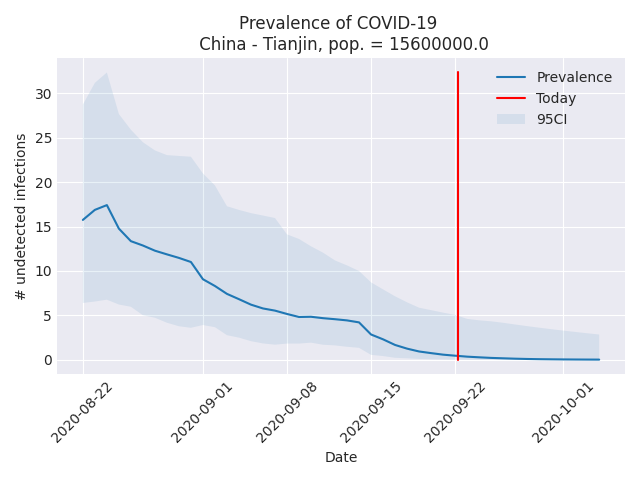 Prevalence of COVID-19
China - Tianjin, pop. = 15600000.0
Prevalence
Today
95CI
# undetected infections
30
25
20
15
10
5
0
2020-08-22
2020-09-01
2020-09-08
2020-09-15
2020-09-22
2020-10-01
Date